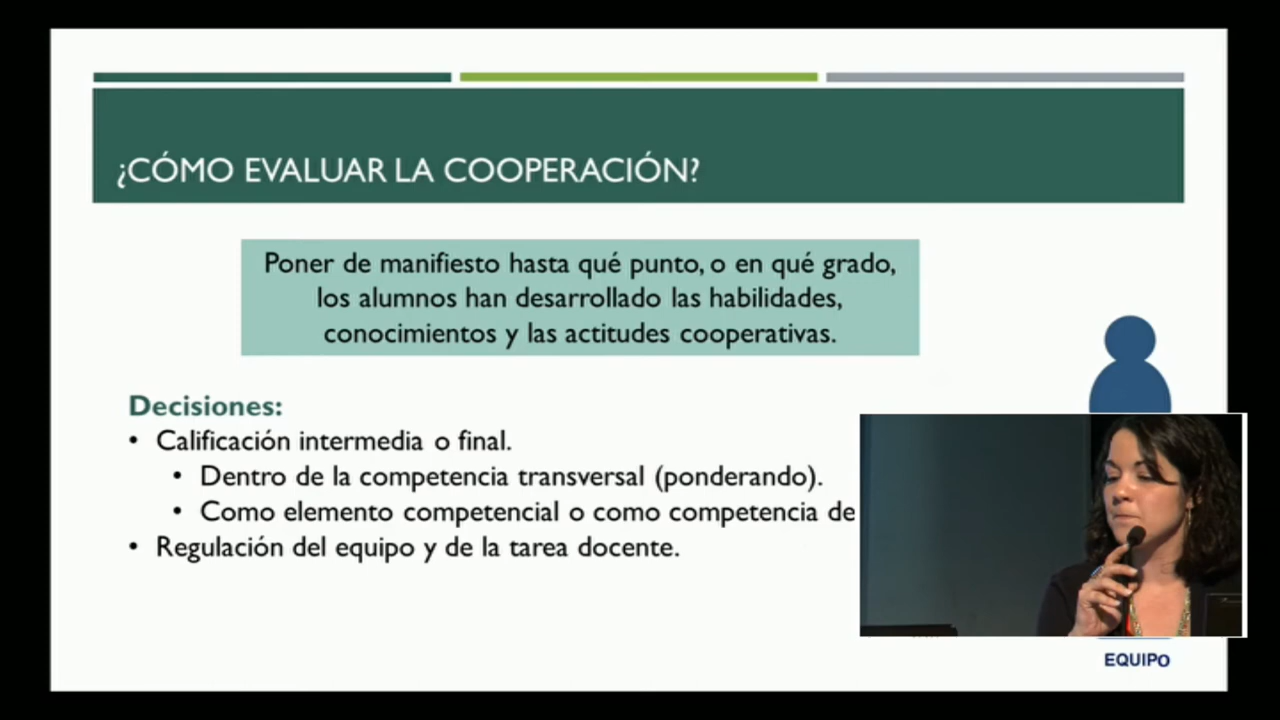 ¿CÓMO EVALUAR LA COOPERACIÓN?
Poner de manifiesto hasta qué punto, o en qué grado,
los alumnos han desarrollado las habilidades,
conocimientos y las actitudes cooperativas.
Decisiones:
• Calificación intermedia o final.
• Dentro de la competencia transversal (ponderando).
• Como elemento competencial o como competencia de
• Regulación del equipo y de la tarea docente.
EQUIPO